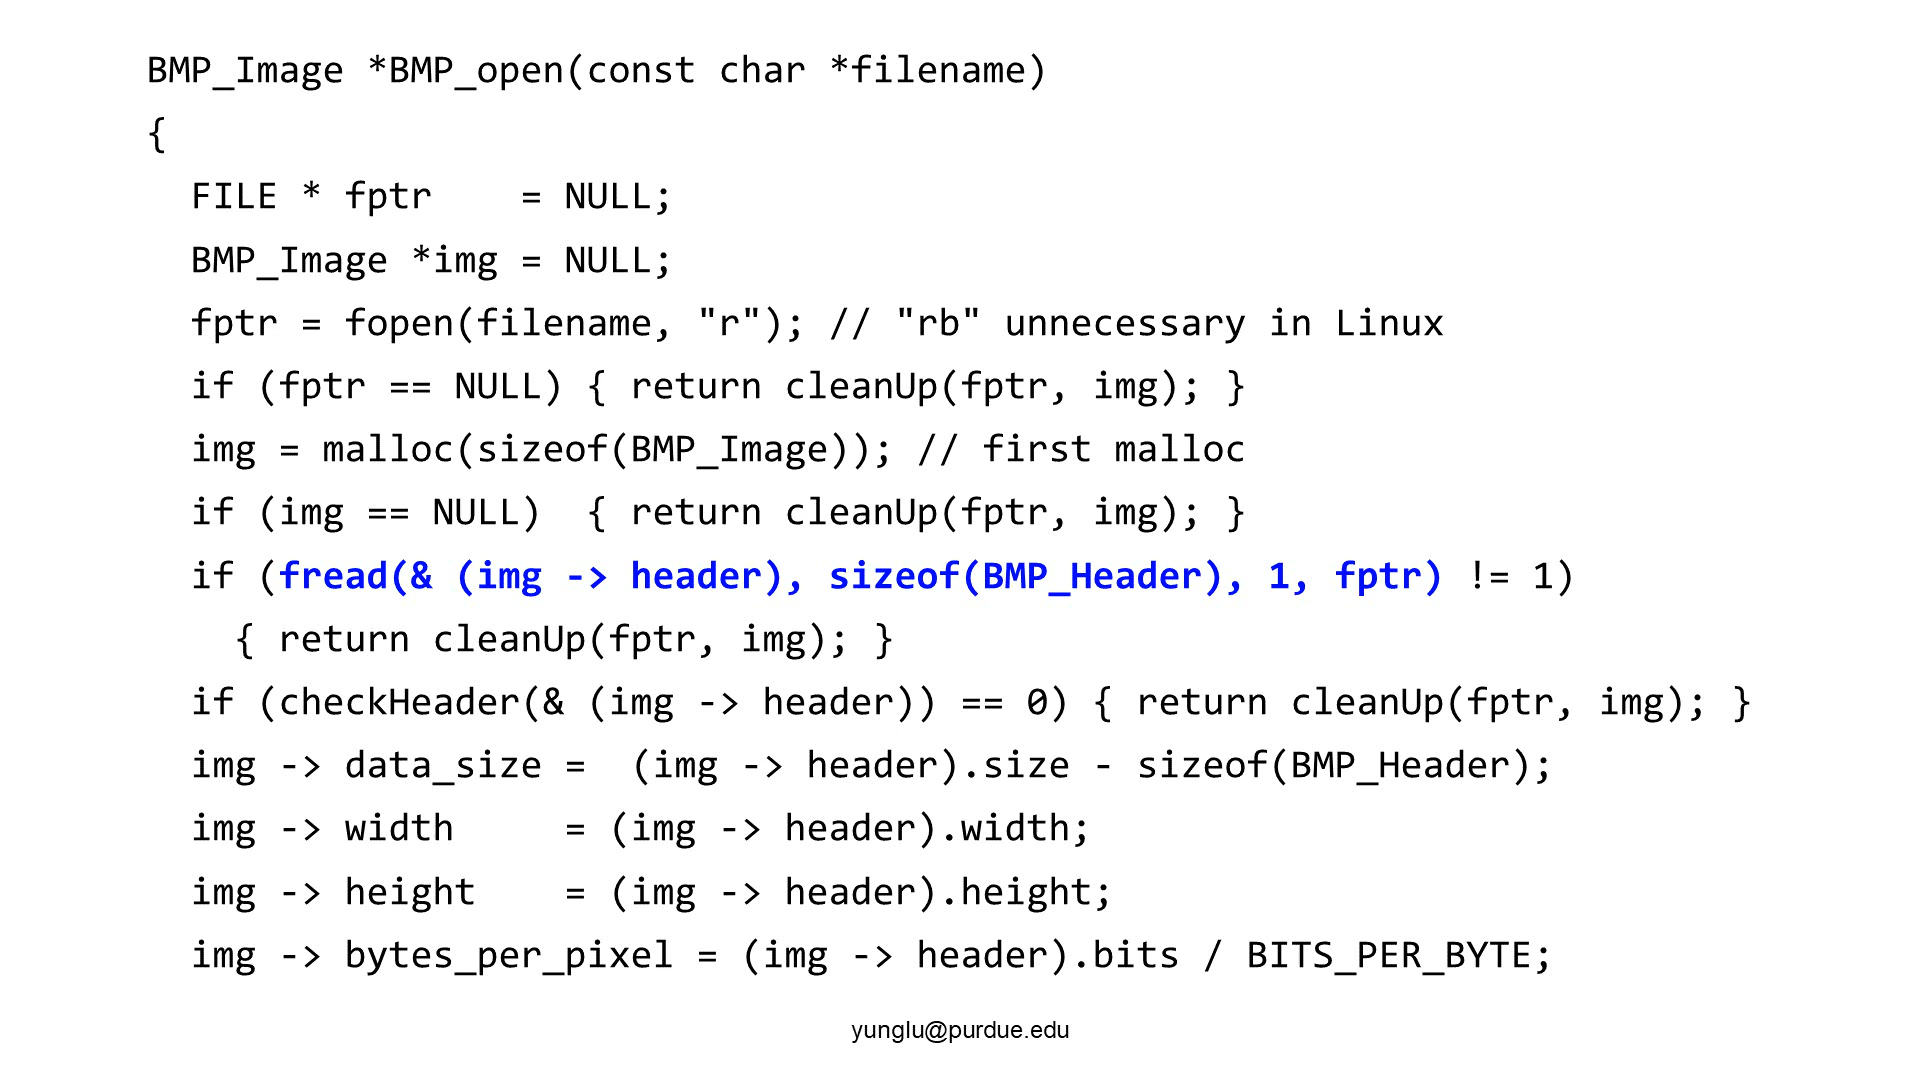 BMP_Image *BMP_open(const char *filename)
{
  FILE * fptr    = NULL;
  BMP_Image *img = NULL;
  fptr = fopen(filename, "r"); // "rb" unnecessary in Linux
  if (fptr == NULL) { return cleanUp(fptr, img); }
  img = malloc(sizeof(BMP_Image)); // first malloc
  if (img == NULL)  { return cleanUp(fptr, img); }
  if (fread(& (img -> header), sizeof(BMP_Header), 1, fptr) != 1)
    { return cleanUp(fptr, img); }
  if (checkHeader(& (img -> header)) == 0) { return cleanUp(fptr, img); }
  img -> data_size =  (img -> header).size - sizeof(BMP_Header);
  img -> width     = (img -> header).width;
  img -> height    = (img -> header).height;
  img -> bytes_per_pixel = (img -> header).bits / BITS_PER_BYTE;
yunglu@purdue.edu